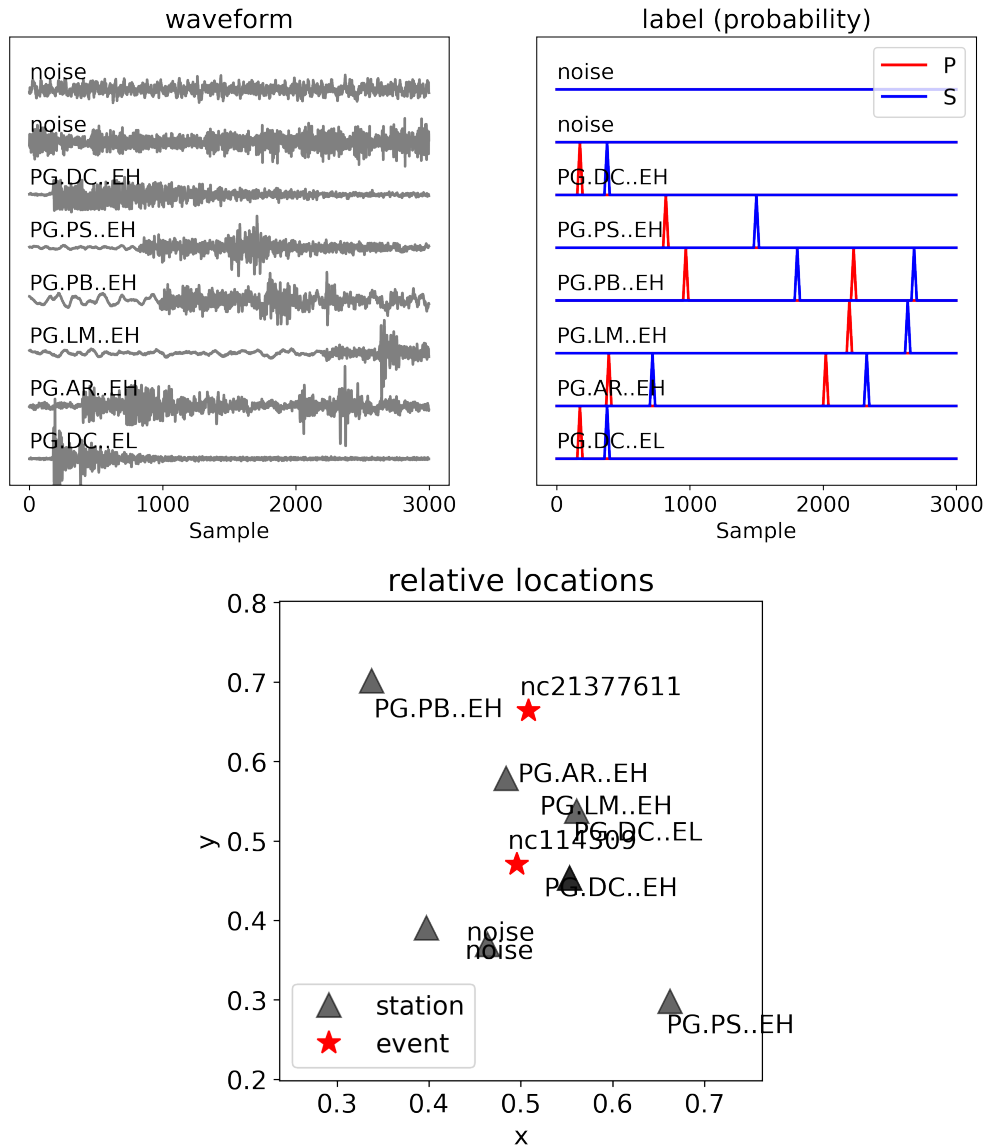 waveform
noise
noise
PG.DC..EH
PG.PS..EH
PG.PB..EH
PG.LM..EH
PG.AR..EH
PG.DC..EL
0 1000 2000 3000
Sample
label (probability)
P
S
noise
noise
PG.DC..EH
PG.PS..EH
PG.PB..EH
PG.LM..EH
PG.AR..EH
PG.DC..EL
0 1000 2000 3000
Sample
relative locations
0.8
0.7
0.6
0.5
0.4
0.3
0.2
y
nc21377611
PG.PB..EH
PG.AR..EH
PG.LM..EH
PG.DC..EL
nc114309
PG.DC..EH
noise
noise
PG.PS..EH
station
event
0.3 0.4 0.5 0.6 0.7
x